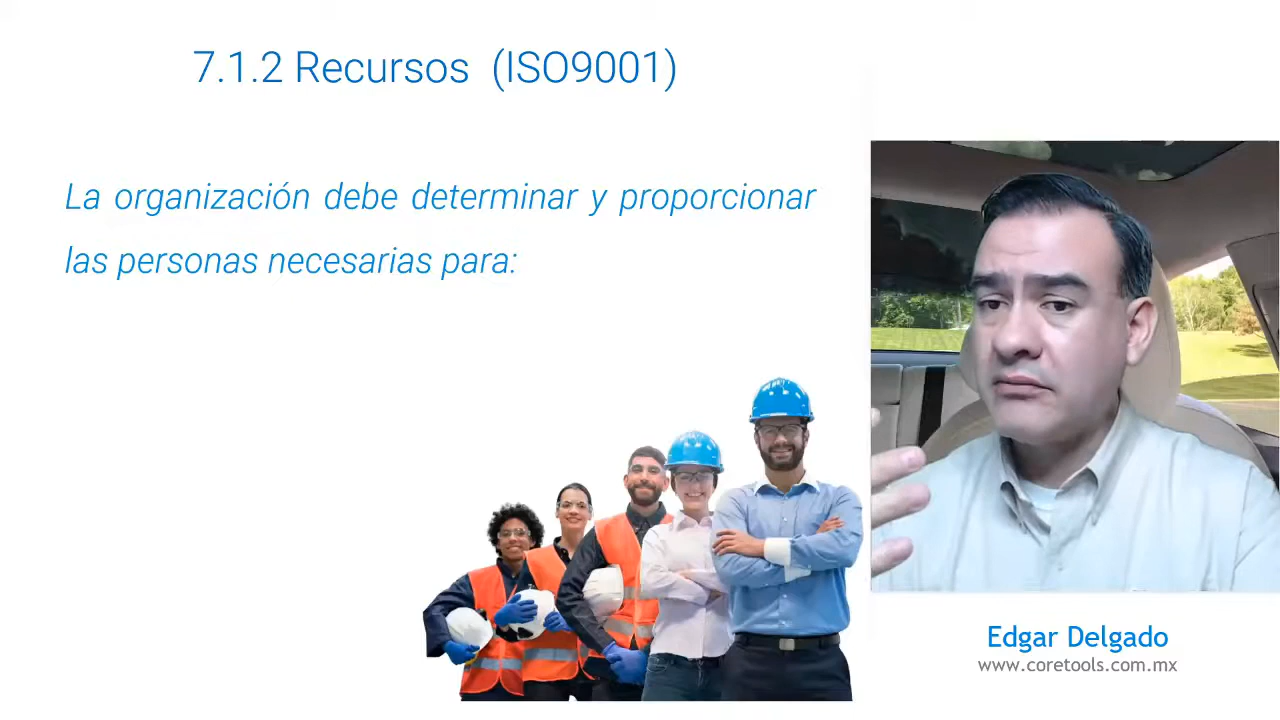 7.1.2 Recursos (ISO9001)
La organización debe determinar y proporcionar
las personas necesarias para:
Edgar Delgado
www.coretools.com.mx